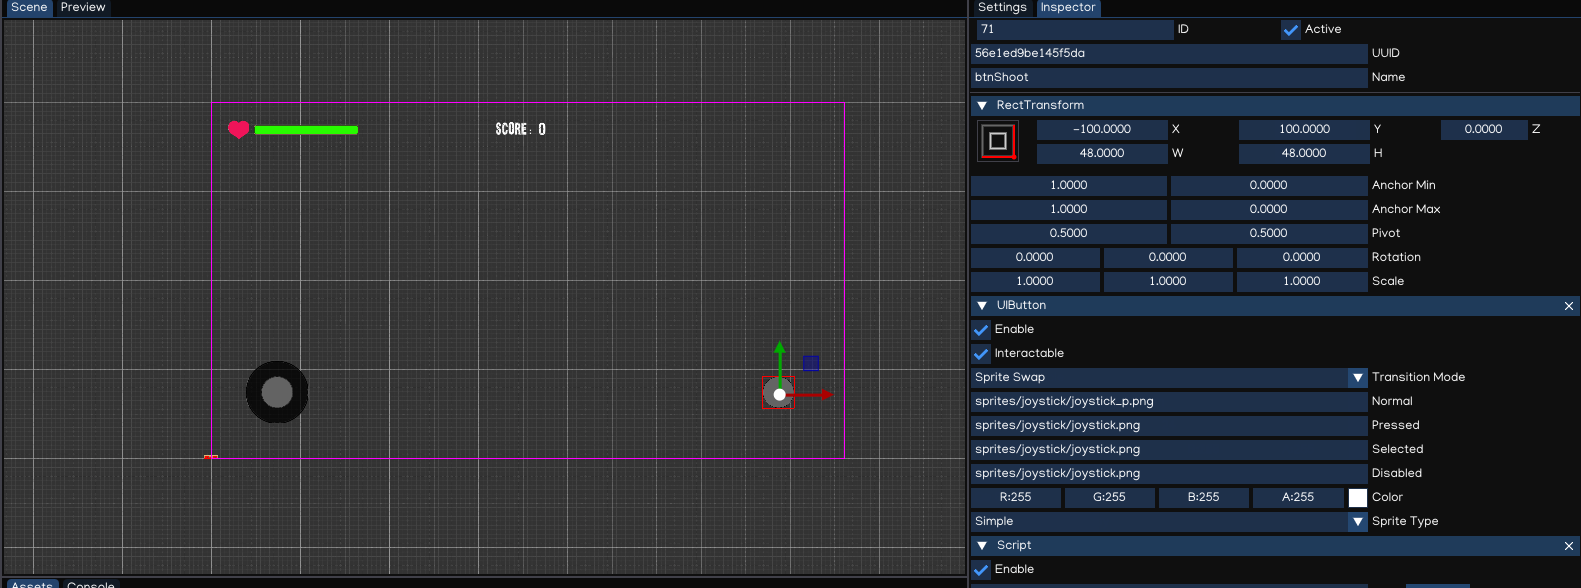 Scene Preview
Settings Inspector
SCORE: 0
71 ID Active
56e1ed9be145f5da UUID
btnShoot Name
RectTransform
-100.0000 X 100.0000 Y 0.0000 Z
48.0000 W 48.0000 H
1.0000 0.0000 Anchor Min
1.0000 0.0000 Anchor Max
0.5000 0.5000 Pivot
0.0000 0.0000 0.0000 Rotation
1.0000 1.0000 1.0000 Scale
UIButton
Enable
Interactable
Sprite Swap Transition Mode
sprites/joystick/joystick_p.png Normal
sprites/joystick/joystick.png Pressed
sprites/joystick/joystick.png Selected
sprites/joystick/joystick.png Disabled
R:255 G:255 B:255 A:255 Color
Simple Sprite Type
Script
Enable
Assets Console